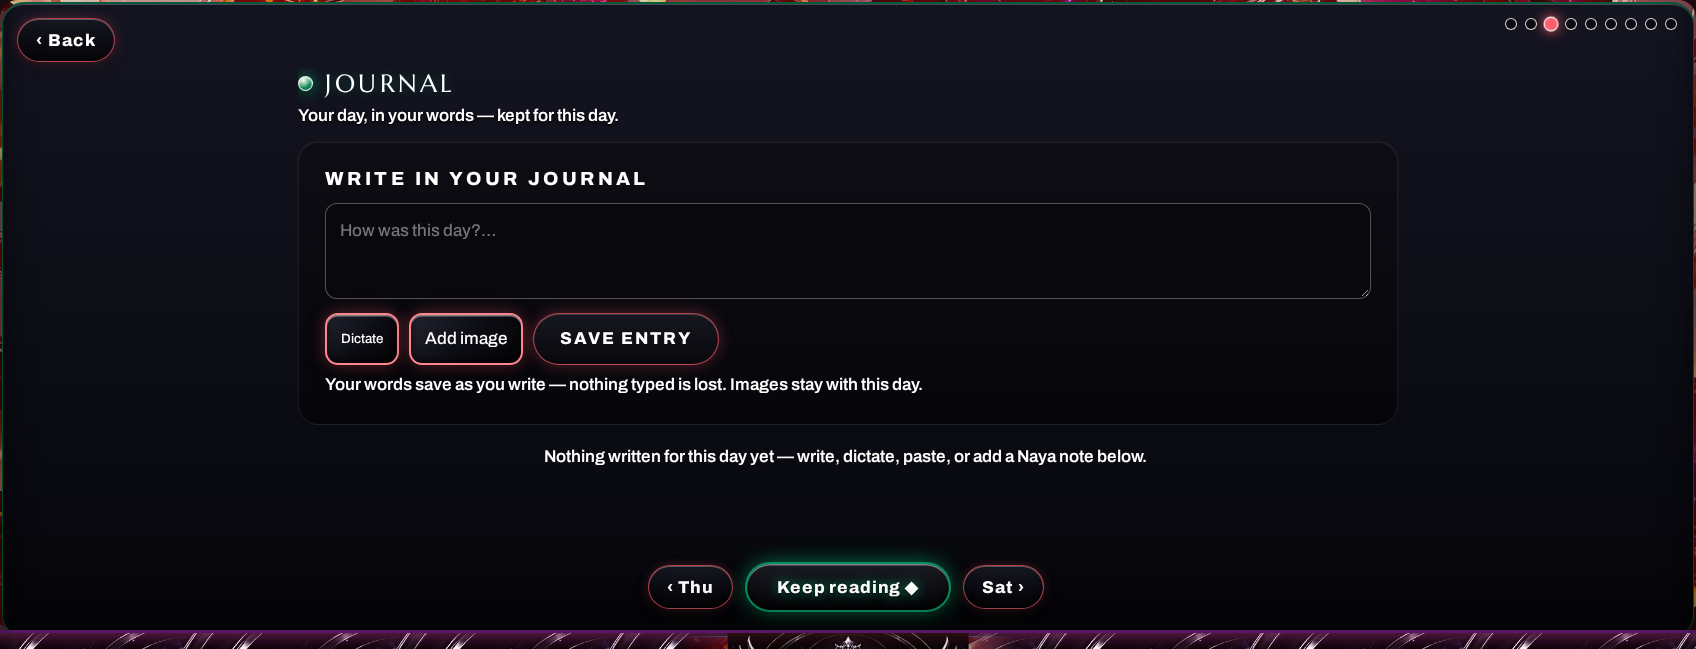 ‹ Back
JOURNAL
Your day, in your words — kept for this day.
WRITE IN YOUR JOURNAL
How was this day?...
Dictate
Add image
SAVE ENTRY
Your words save as you write — nothing typed is lost. Images stay with this day.
Nothing written for this day yet — write, dictate, paste, or add a Naya note below.
‹ Thu
Keep reading ◆
Sat ›